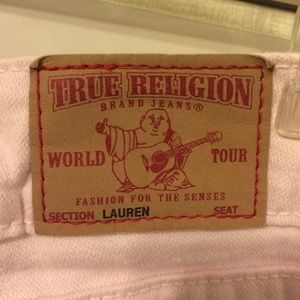 TRUE RELIGION
BRAND JEANS®
WORLD TOUR
FASHION FOR THE SENSES
SECTION LAUREN SEAT